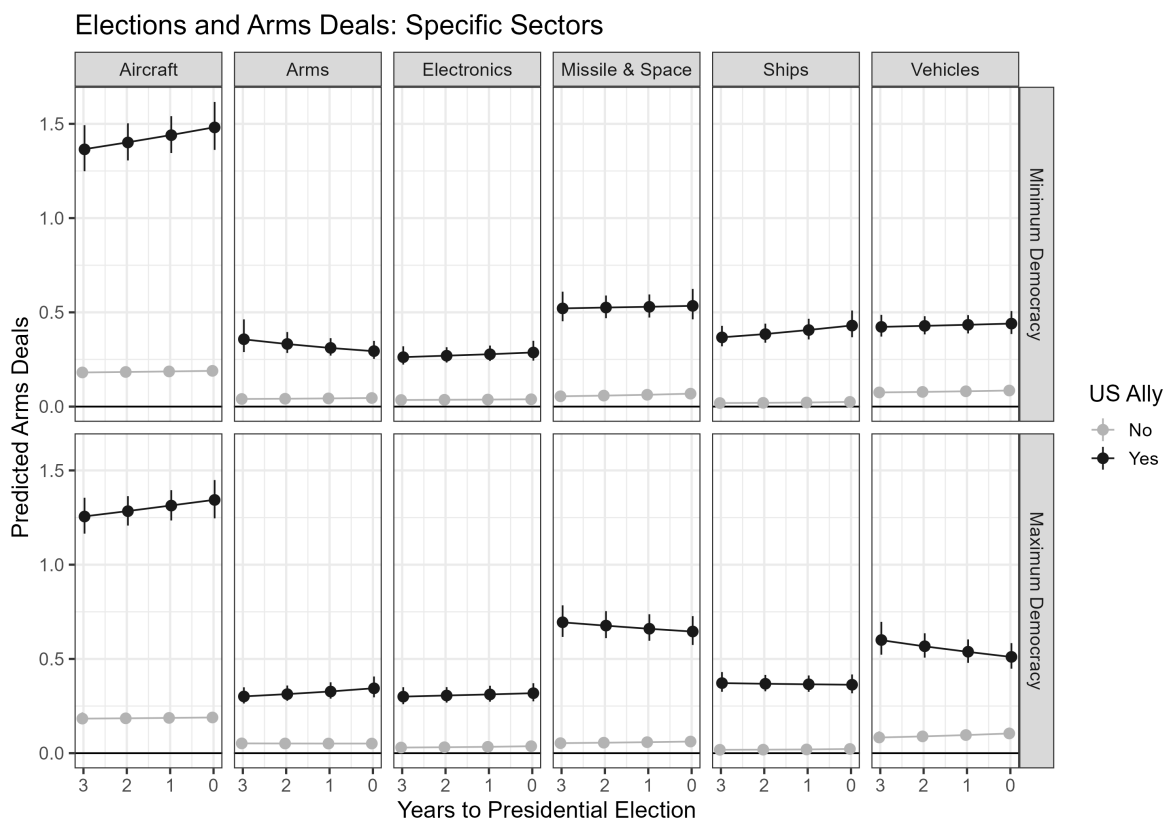 Elections and Arms Deals: Specific Sectors
Aircraft Arms Electronics Missile & Space Ships Vehicles
Predicted Arms Deals
1.5
1.0
0.5
0.0
Minimum Democracy
1.5
1.0
0.5
0.0
Maximum Democracy
3 2 1 0 3 2 1 0 3 2 1 0 3 2 1 0 3 2 1 0 3 2 1 0
Years to Presidential Election
US Ally
No
Yes